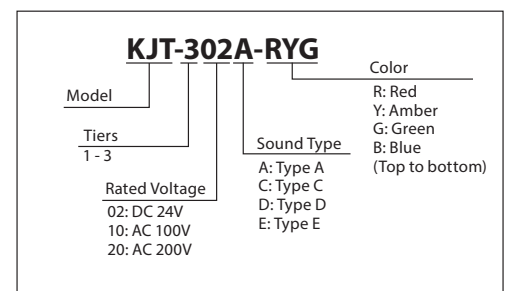 KJT-302A-RYG
Model
Tiers
1 - 3
Rated Voltage
02: DC 24V
10: AC 100V
20: AC 200V
Sound Type
A: Type A
C: Type C
D: Type D
E: Type E
Color
R: Red
Y: Amber
G: Green
B: Blue
(Top to bottom)